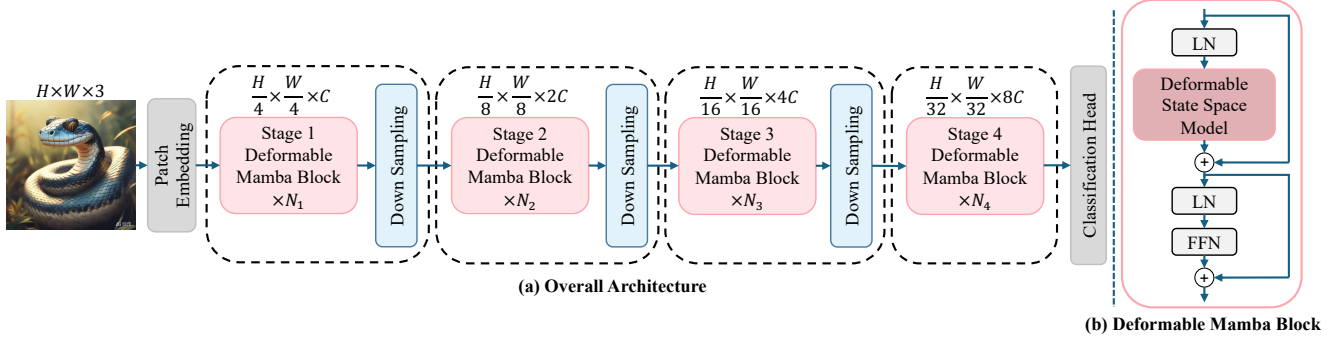 H×W×3
Patch
Embedding
H/4 × W/4 ×C
Stage 1
Deformable
Mamba Block
×N₁
Down Sampling
H/8 × W/8 ×2C
Stage 2
Deformable
Mamba Block
×N₂
Down Sampling
H/16 × W/16 ×4C
Stage 3
Deformable
Mamba Block
×N₃
Down Sampling
H/32 × W/32 ×8C
Stage 4
Deformable
Mamba Block
×N₄
Classification Head
(a) Overall Architecture
LN
Deformable
State Space
Model
+
LN
FFN
+
(b) Deformable Mamba Block